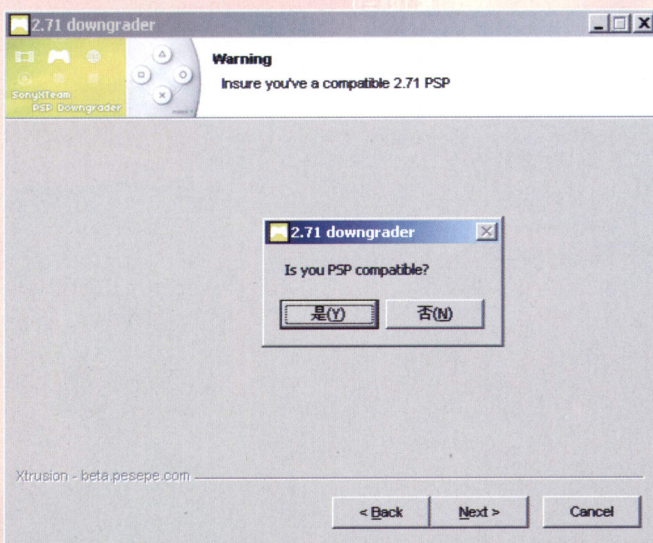 2.71 downgrader
SonyXTeam
PSP Downgrader
Warning
Insure you've a compatible 2.71 PSP
2.71 downgrader
Is you PSP compatible?
是(Y)
否(N)
Xtrusion - beta.pesepe.com
< Back
Next >
Cancel